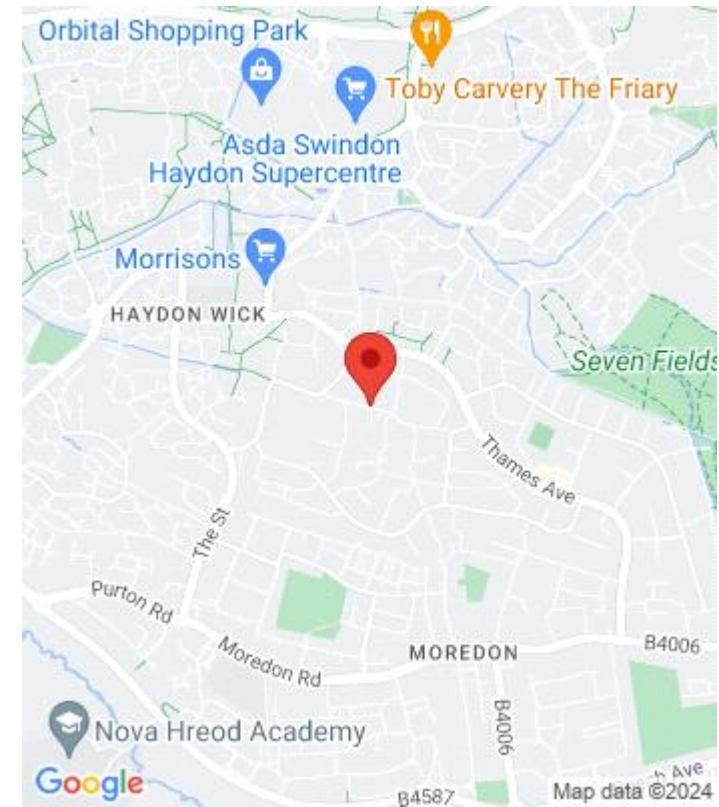 Orbital Shopping Park
Toby Carvery The Friary
Asda Swindon
Haydon Supercentre
Morrisons
HAYDON WICK
Seven Fields
Thames Ave
The St
Purton Rd
Moredon Rd
MOREDON
B4006
B4006
Nova Hreod Academy
Ave
Google
B4587
Map data ©2024